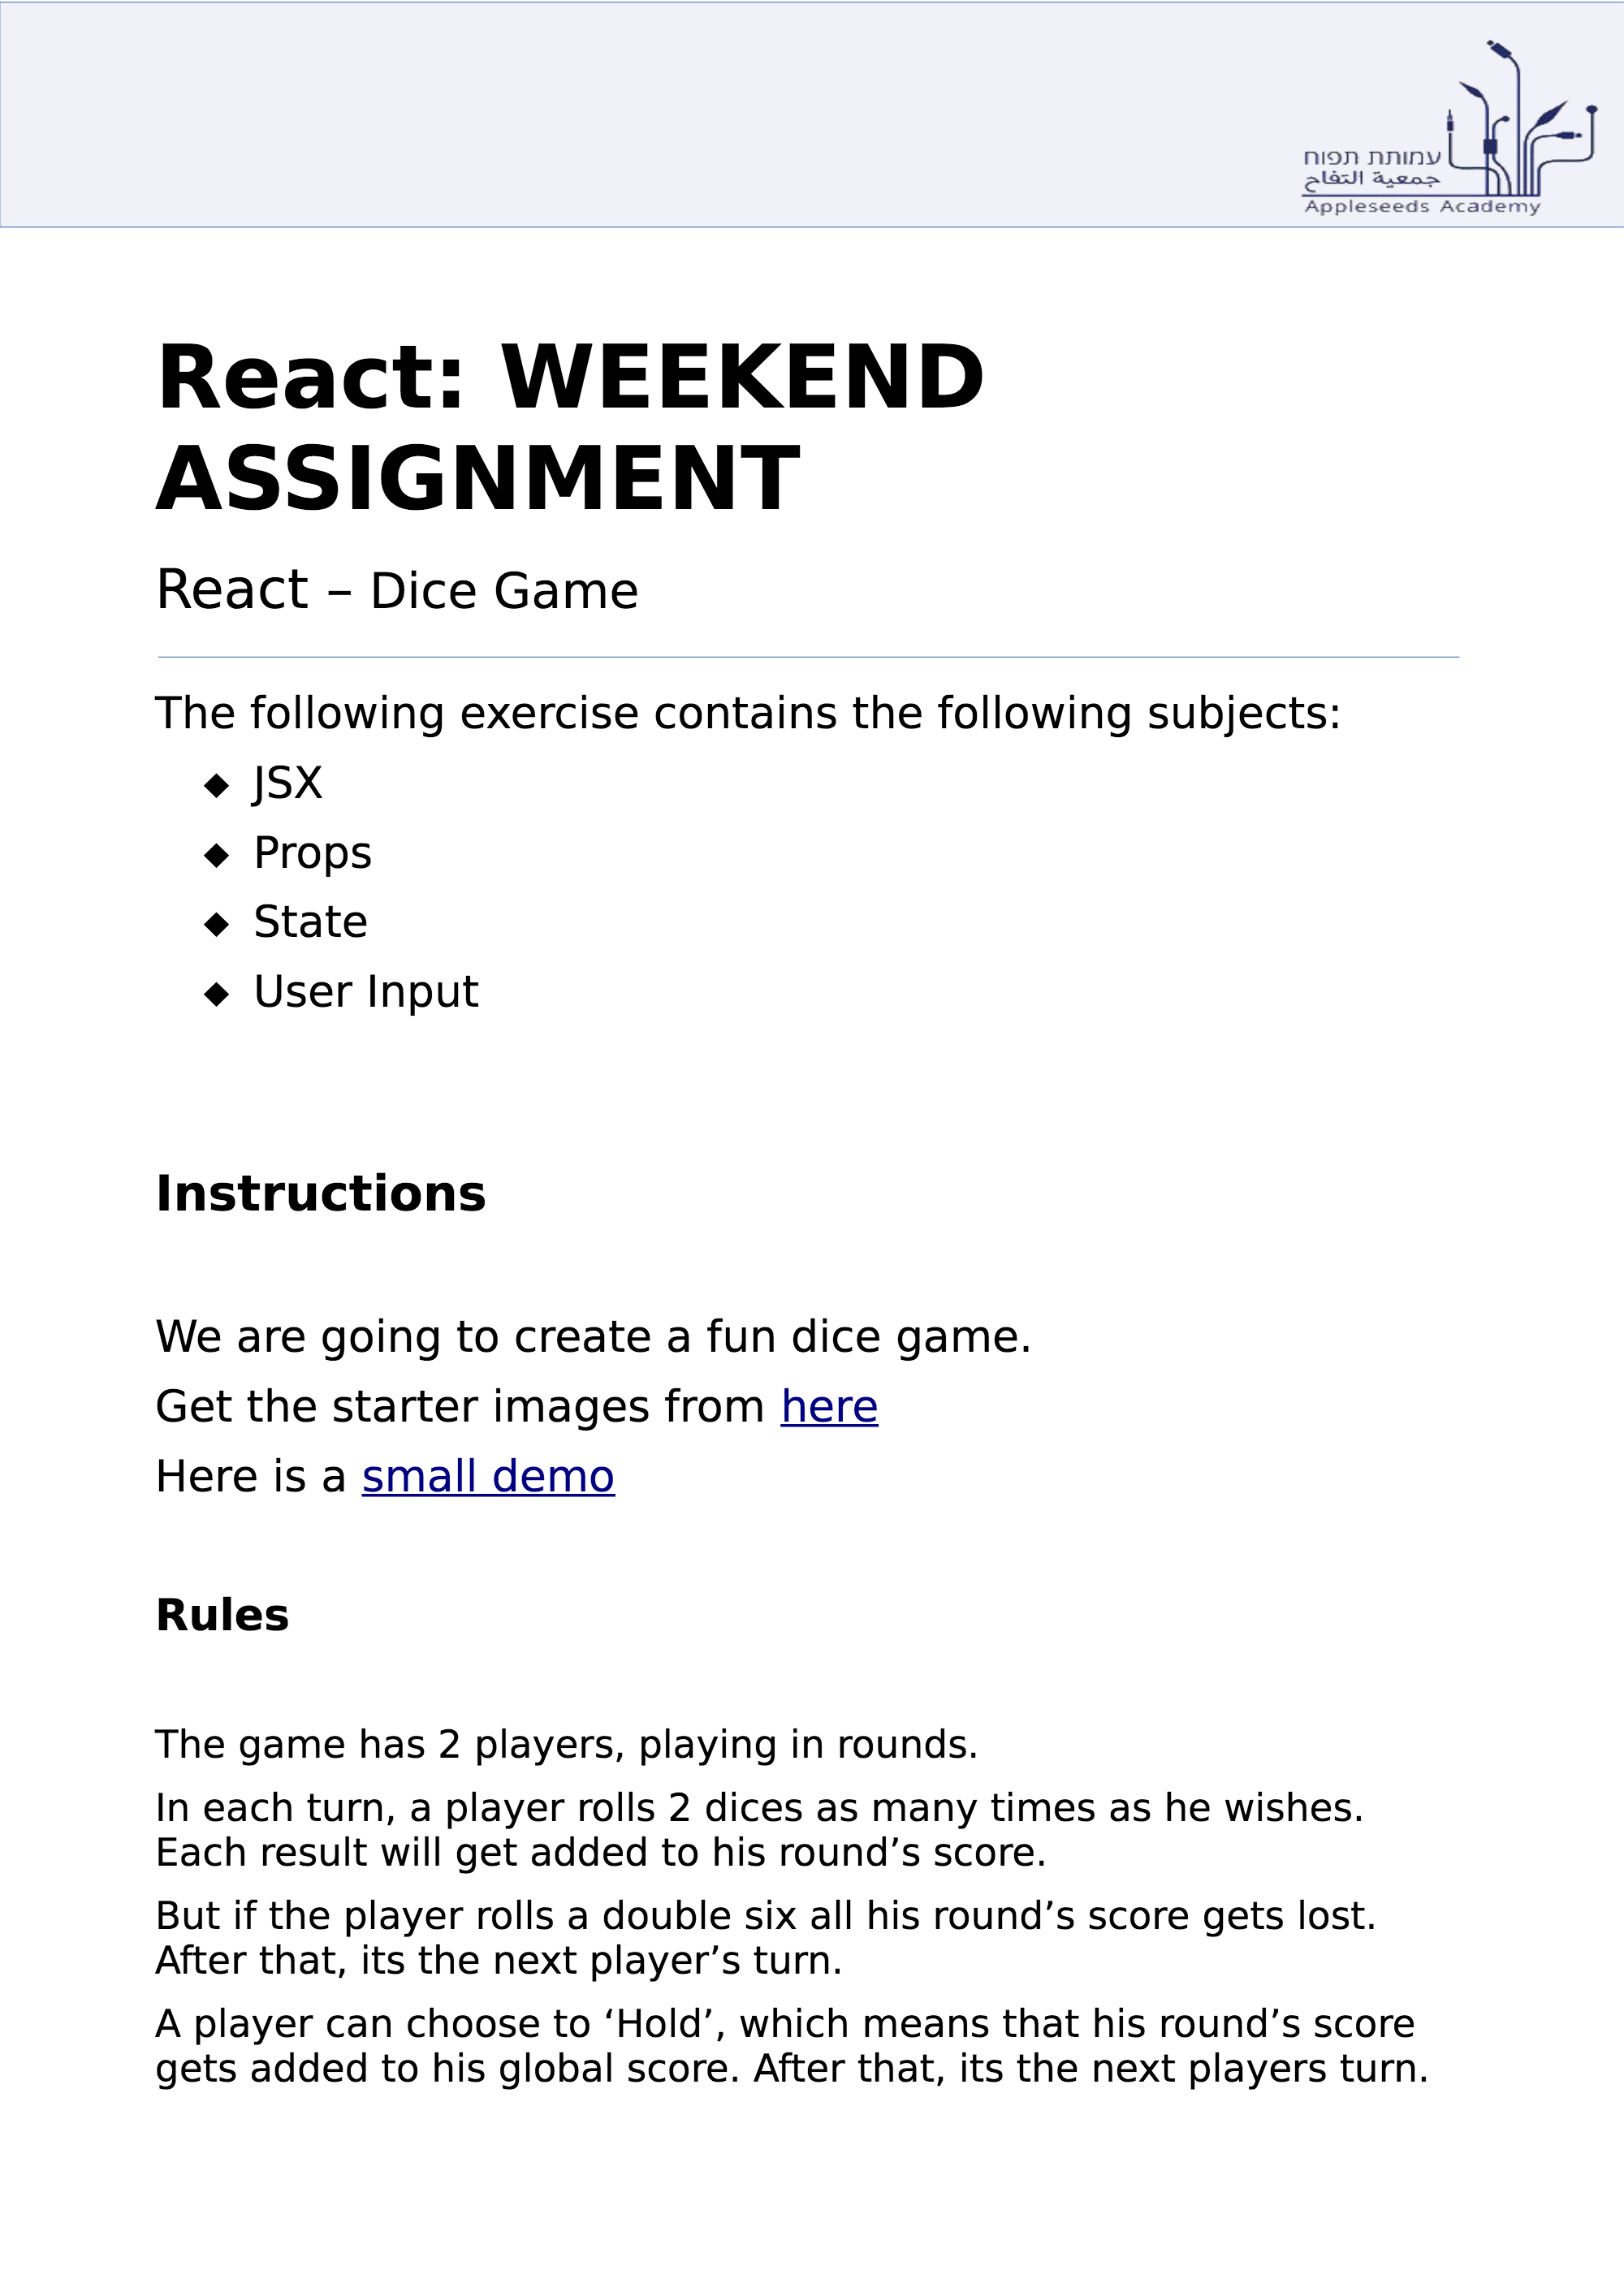 עמותת תפוח
جمعية التفاح
Appleseeds Academy
React: WEEKEND
ASSIGNMENT
React – Dice Game
The following exercise contains the following subjects:
◆ JSX
◆ Props
◆ State
◆ User Input
Instructions
We are going to create a fun dice game.
Get the starter images from here
Here is a small demo
Rules
The game has 2 players, playing in rounds.
In each turn, a player rolls 2 dices as many times as he wishes.
Each result will get added to his round’s score.
But if the player rolls a double six all his round’s score gets lost.
After that, its the next player’s turn.
A player can choose to ‘Hold’, which means that his round’s score
gets added to his global score. After that, its the next players turn.